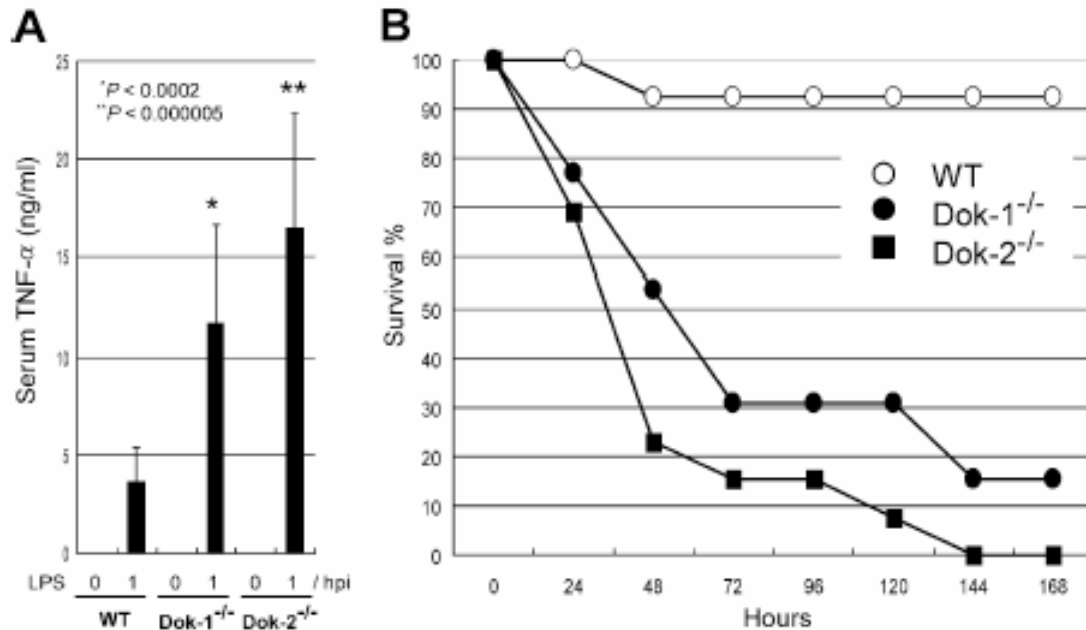 A
25
20
15
10
5
0
Serum TNF-α (ng/ml)
*P < 0.0002
**P < 0.000005
*
**
LPS 0 1 0 1 0 1 / hpi
WT Dok-1-/- Dok-2-/-
B
100
90
80
70
60
50
40
30
20
10
0
Survival %
WT
Dok-1-/-
Dok-2-/-
0 24 48 72 96 120 144 168
Hours